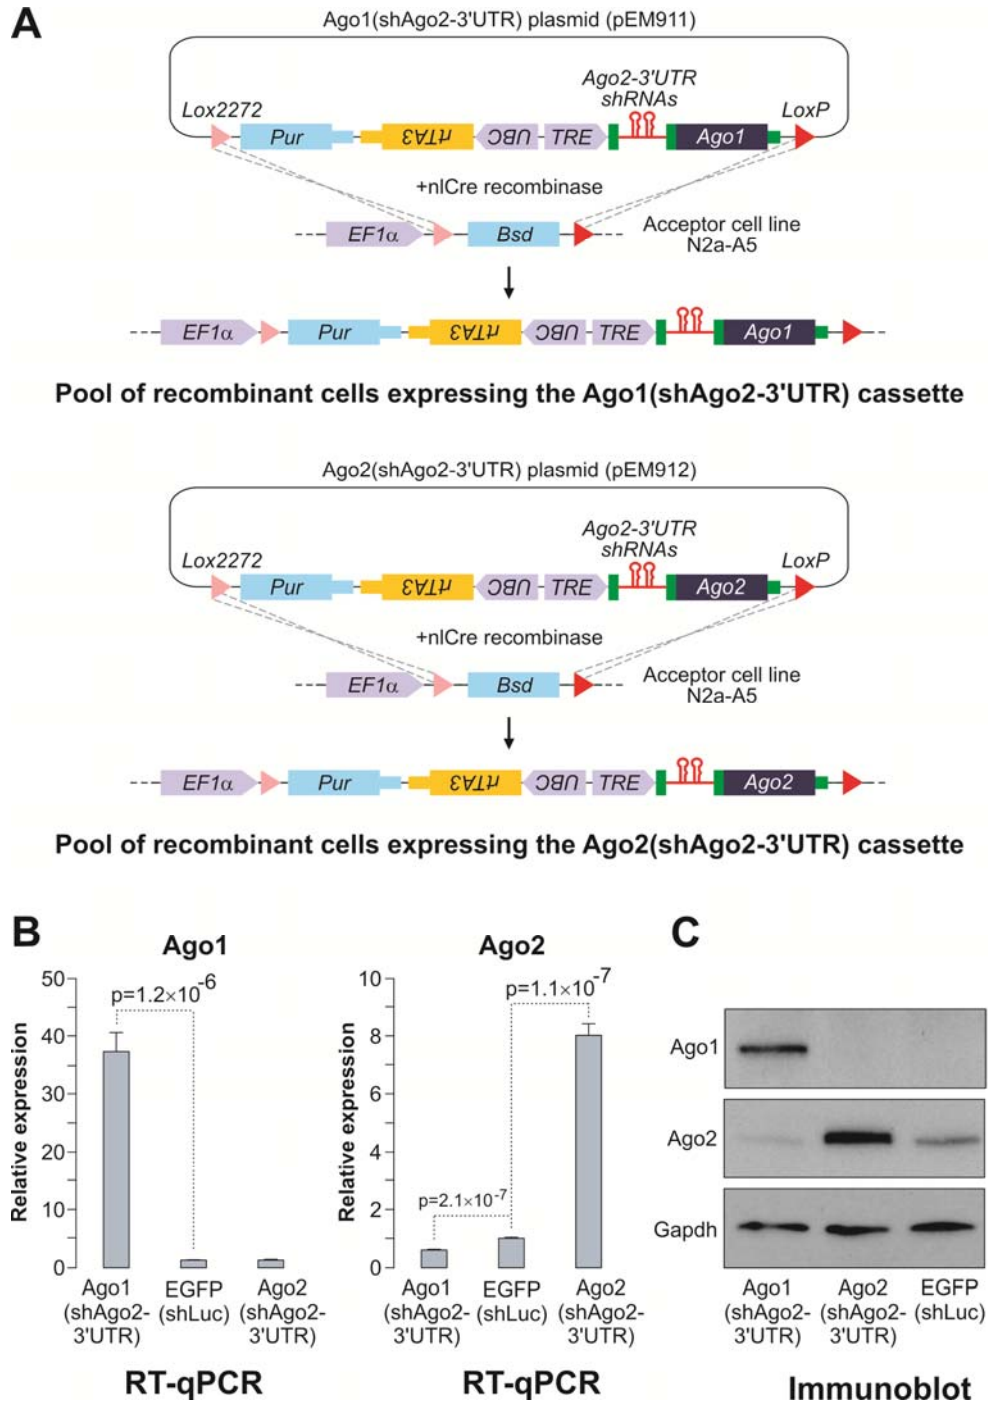 A
Ago1(shAgo2-3'UTR) plasmid (pEM911)
Ago2-3'UTR
shRNAs
Lox2272
LoxP
Pur
rtTA3
UBC
TRE
Ago1
+nlCre recombinase
EF1α
Bsd
Acceptor cell line
N2a-A5
EF1α
Pur
rtTA3
UBC
TRE
Ago1
Pool of recombinant cells expressing the Ago1(shAgo2-3'UTR) cassette
Ago2(shAgo2-3'UTR) plasmid (pEM912)
Ago2-3'UTR
shRNAs
Lox2272
LoxP
Pur
rtTA3
UBC
TRE
Ago2
+nlCre recombinase
EF1α
Bsd
Acceptor cell line
N2a-A5
EF1α
Pur
rtTA3
UBC
TRE
Ago2
Pool of recombinant cells expressing the Ago2(shAgo2-3'UTR) cassette
B
Ago1
Relative expression
50
40
30
20
10
0
p=1.2×10-6
Ago1
(shAgo2-
3'UTR)
EGFP
(shLuc)
Ago2
(shAgo2-
3'UTR)
RT-qPCR
Ago2
Relative expression
10
8
6
4
2
0
p=1.1×10-7
p=2.1×10-7
Ago1
(shAgo2-
3'UTR)
EGFP
(shLuc)
Ago2
(shAgo2-
3'UTR)
RT-qPCR
C
Ago1
Ago2
Gapdh
Ago1
(shAgo2-
3'UTR)
Ago2
(shAgo2-
3'UTR)
EGFP
(shLuc)
Immunoblot